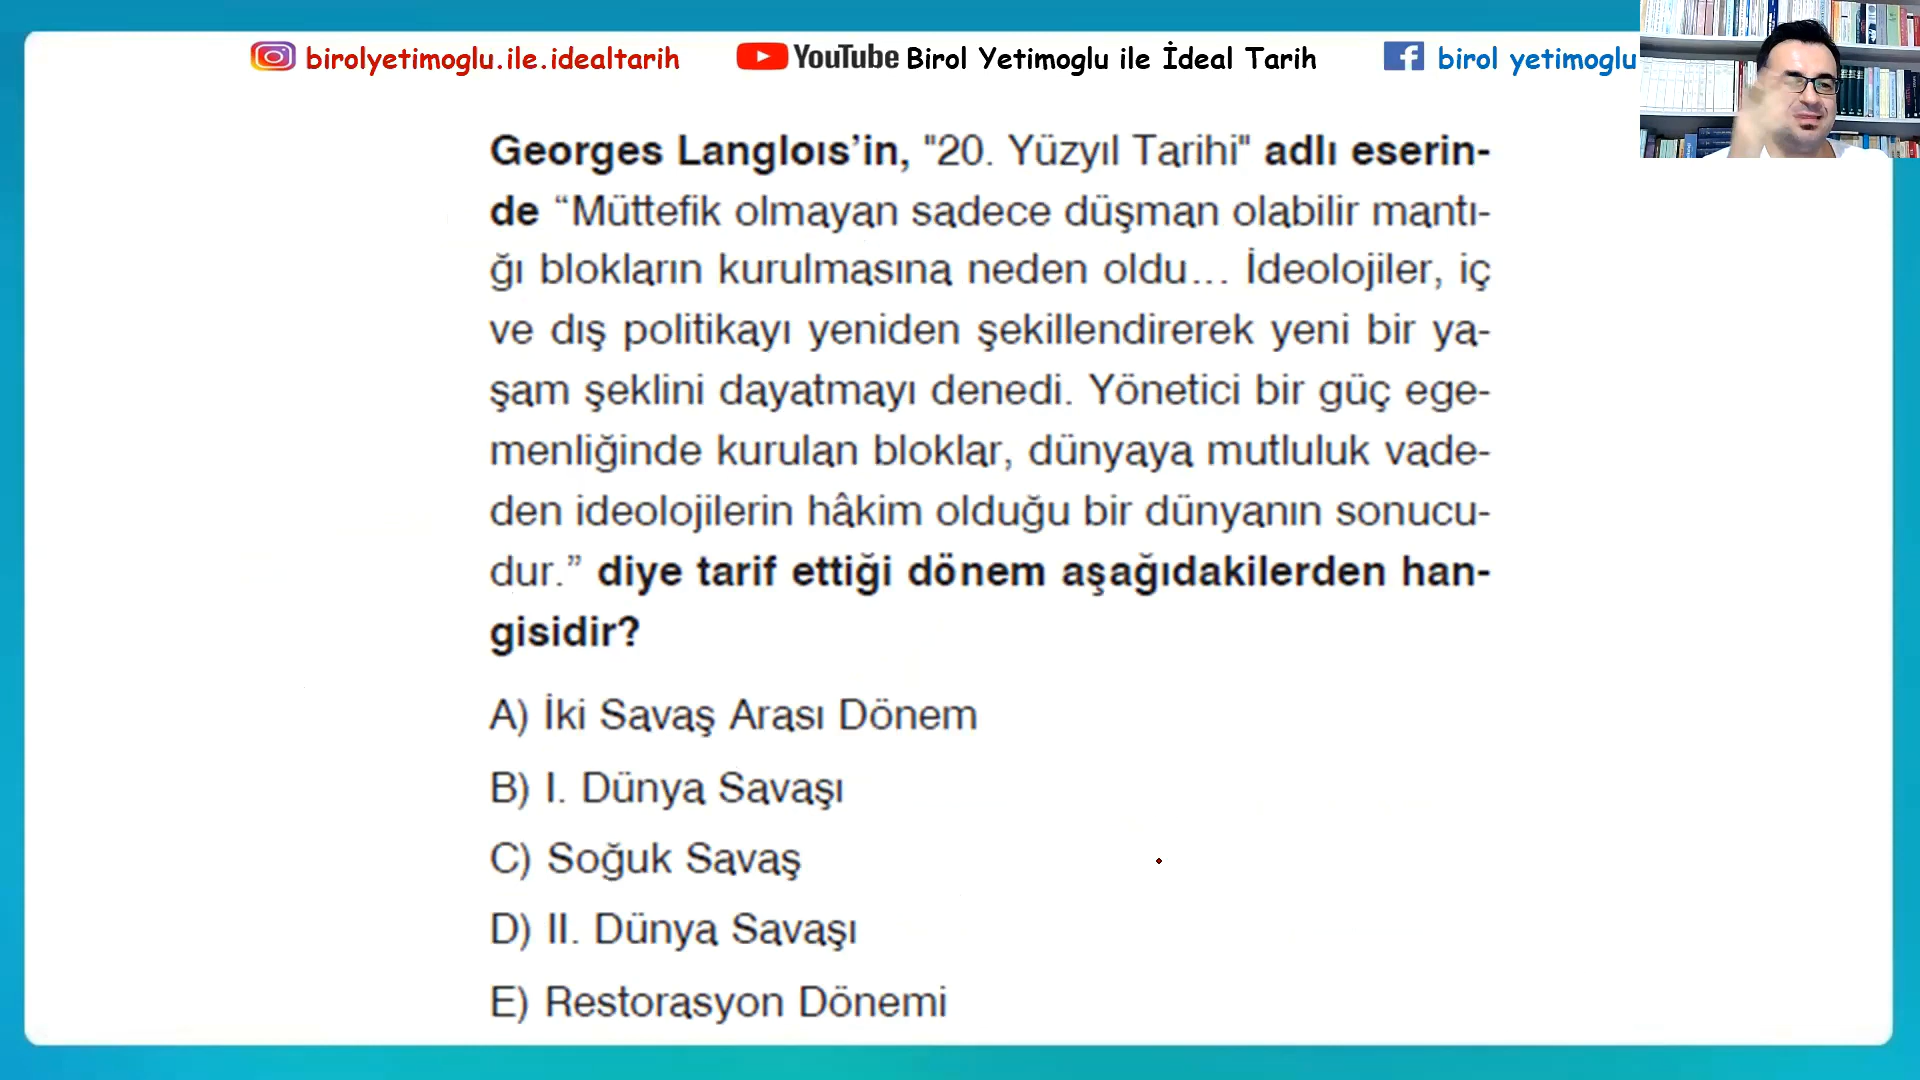 birolyetimoglu.ile.idealtarih YouTube Birol Yetimoglu ile İdeal Tarih birol yetimoglu
Georges Langloıs’in, "20. Yüzyıl Tarihi" adlı eserin-
de “Müttefik olmayan sadece düşman olabilir mantı-
ğı blokların kurulmasına neden oldu... İdeolojiler, iç
ve dış politikayı yeniden şekillendirerek yeni bir ya-
şam şeklini dayatmayı denedi. Yönetici bir güç ege-
menliğinde kurulan bloklar, dünyaya mutluluk vade-
den ideolojilerin hâkim olduğu bir dünyanın sonucu-
dur.” diye tarif ettiği dönem aşağıdakilerden han-
gisidir?
A) İki Savaş Arası Dönem
B) I. Dünya Savaşı
C) Soğuk Savaş
D) II. Dünya Savaşı
E) Restorasyon Dönemi